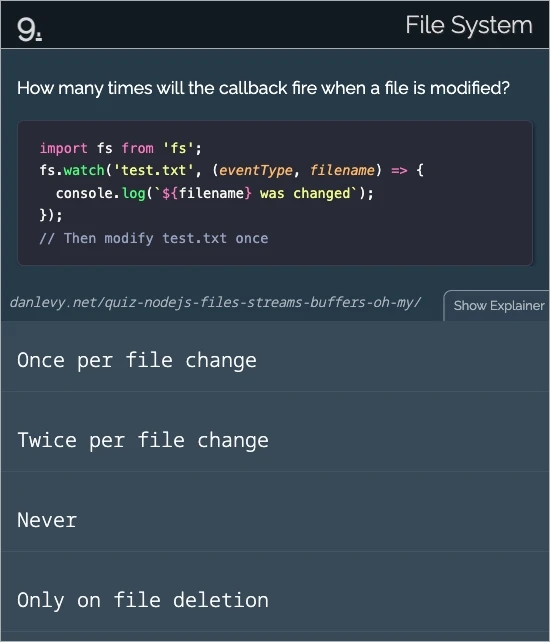 9.
File System
How many times will the callback fire when a file is modified?
import fs from 'fs';
fs.watch('test.txt', (eventType, filename) => {
  console.log(`${filename} was changed`);
});
// Then modify test.txt once
danlevy.net/quiz-nodejs-files-streams-buffers-oh-my/
Show Explainer
Once per file change
Twice per file change
Never
Only on file deletion